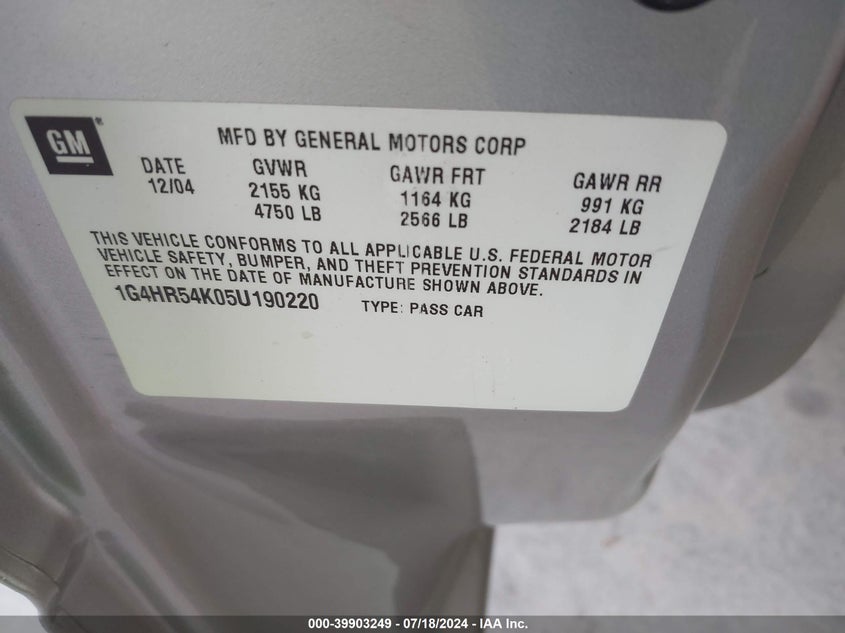 GM®
MFD BY GENERAL MOTORS CORP
DATE GVWR GAWR FRT GAWR RR
12/04 2155 KG 1164 KG 991 KG
4750 LB 2566 LB 2184 LB
THIS VEHICLE CONFORMS TO ALL APPLICABLE U.S. FEDERAL MOTOR
VEHICLE SAFETY, BUMPER, AND THEFT PREVENTION STANDARDS IN
EFFECT ON THE DATE OF MANUFACTURE SHOWN ABOVE.
1G4HR54K05U190220 TYPE: PASS CAR
000-39903249 - 07/18/2024 - IAA Inc.